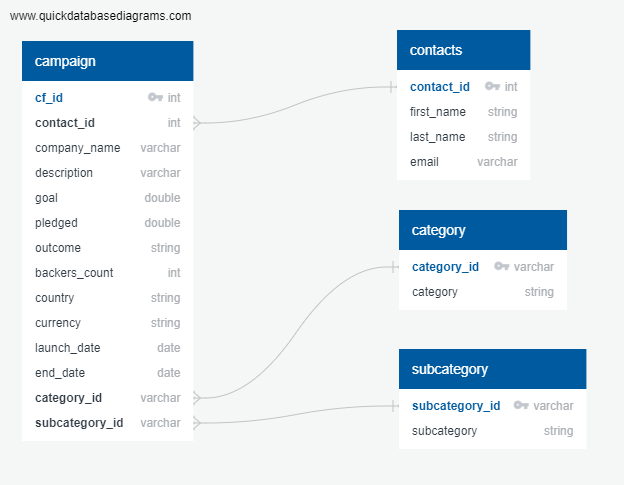 www.quickdatabasediagrams.com
campaign
cf_id int
contact_id int
company_name varchar
description varchar
goal double
pledged double
outcome string
backers_count int
country string
currency string
launch_date date
end_date date
category_id varchar
subcategory_id varchar
contacts
contact_id int
first_name string
last_name string
email varchar
category
category_id varchar
category string
subcategory
subcategory_id varchar
subcategory string